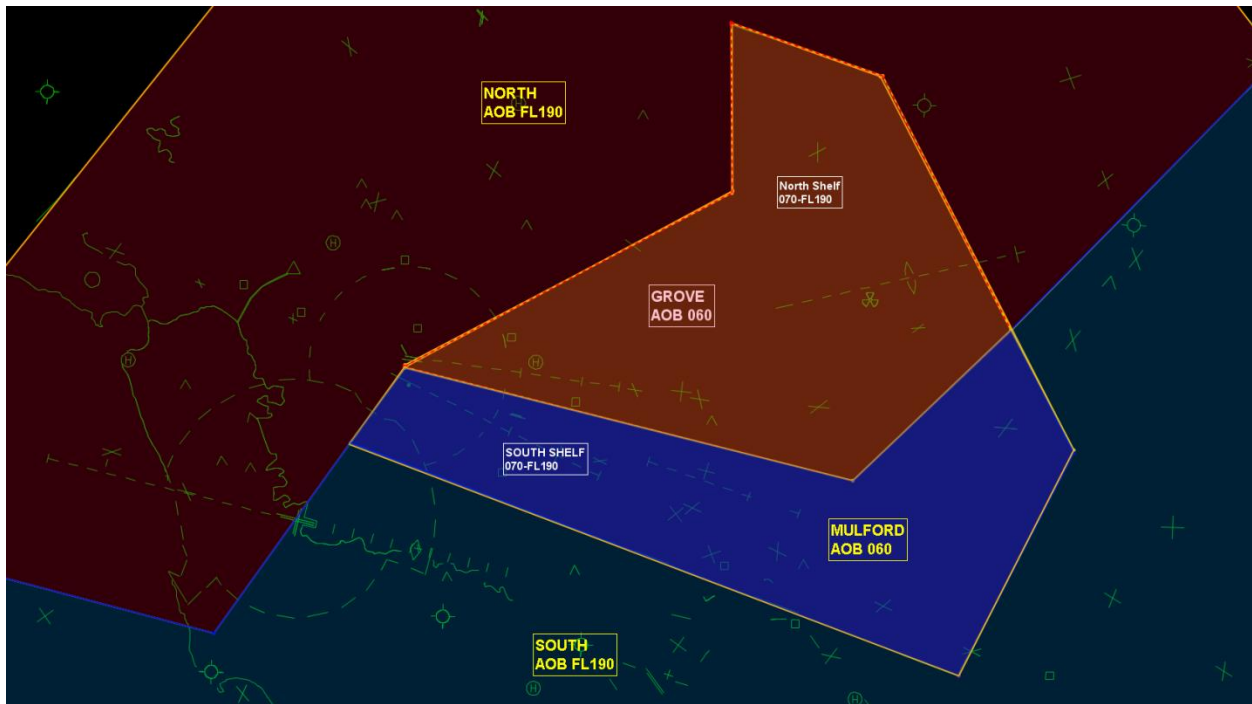 NORTH
AOB FL190
North Shelf
070-FL190
GROVE
AOB 060
SOUTH SHELF
070-FL190
MULFORD
AOB 060
SOUTH
AOB FL190
H
H
H
H
H
H